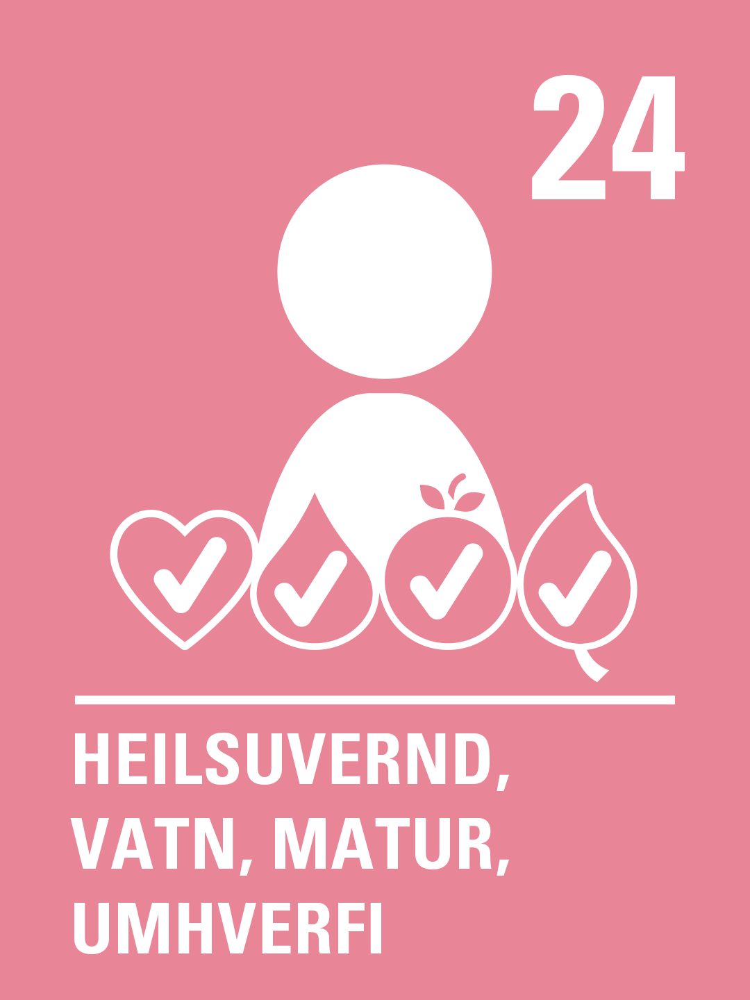 24
HEILSUVERND,
VATN, MATUR,
UMHVERFI